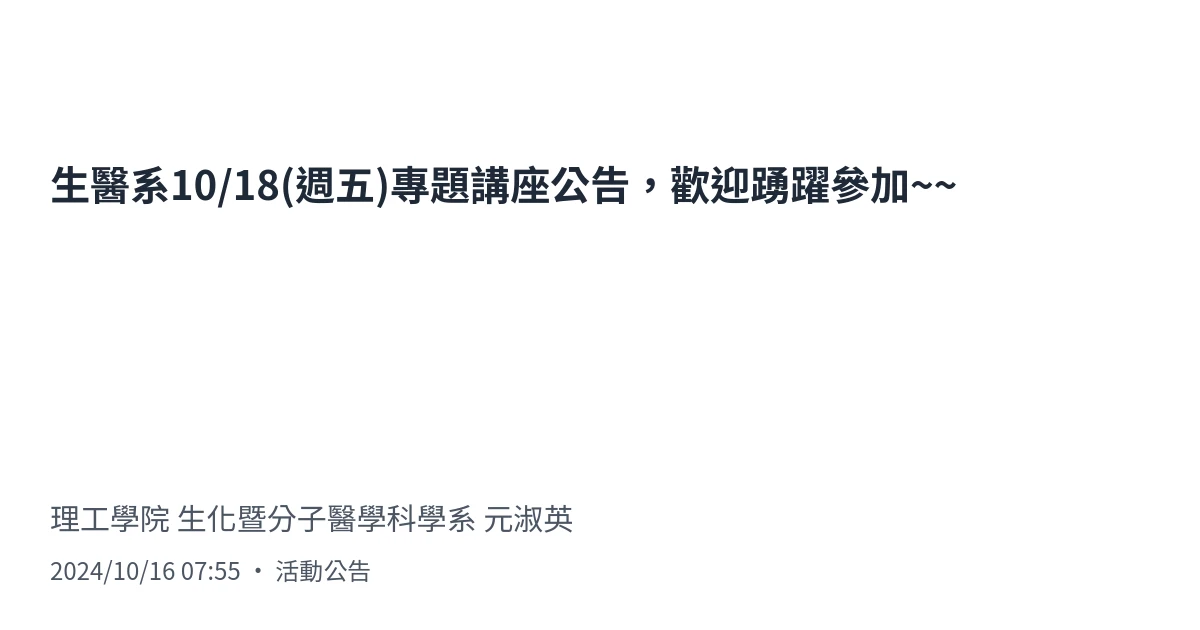 生醫系10/18(週五)專題講座公告，歡迎踴躍參加~~
理工學院 生化暨分子醫學科學系 元淑英
2024/10/16 07:55 • 活動公告